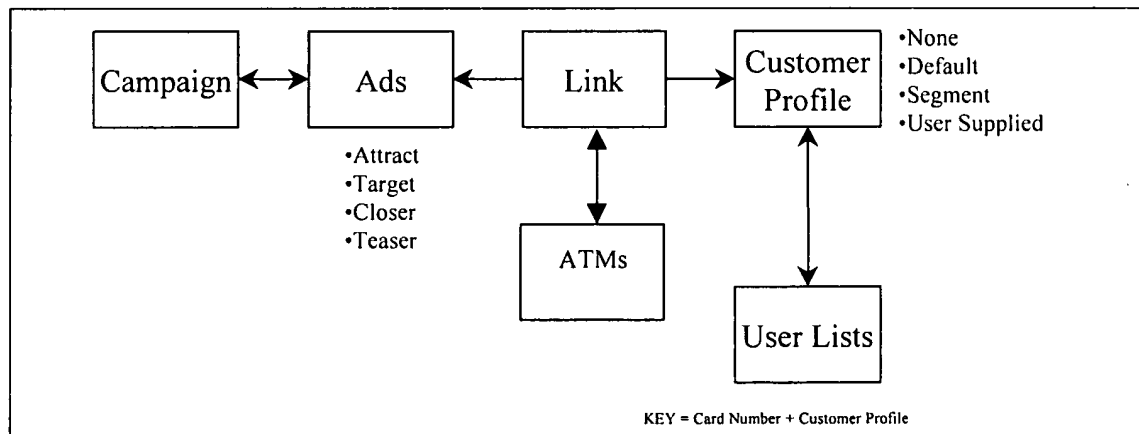 Campaign
Ads
Link
Customer
Profile
•None
•Default
•Segment
•User Supplied
•Attract
•Target
•Closer
•Teaser
ATMs
User Lists
KEY = Card Number + Customer Profile